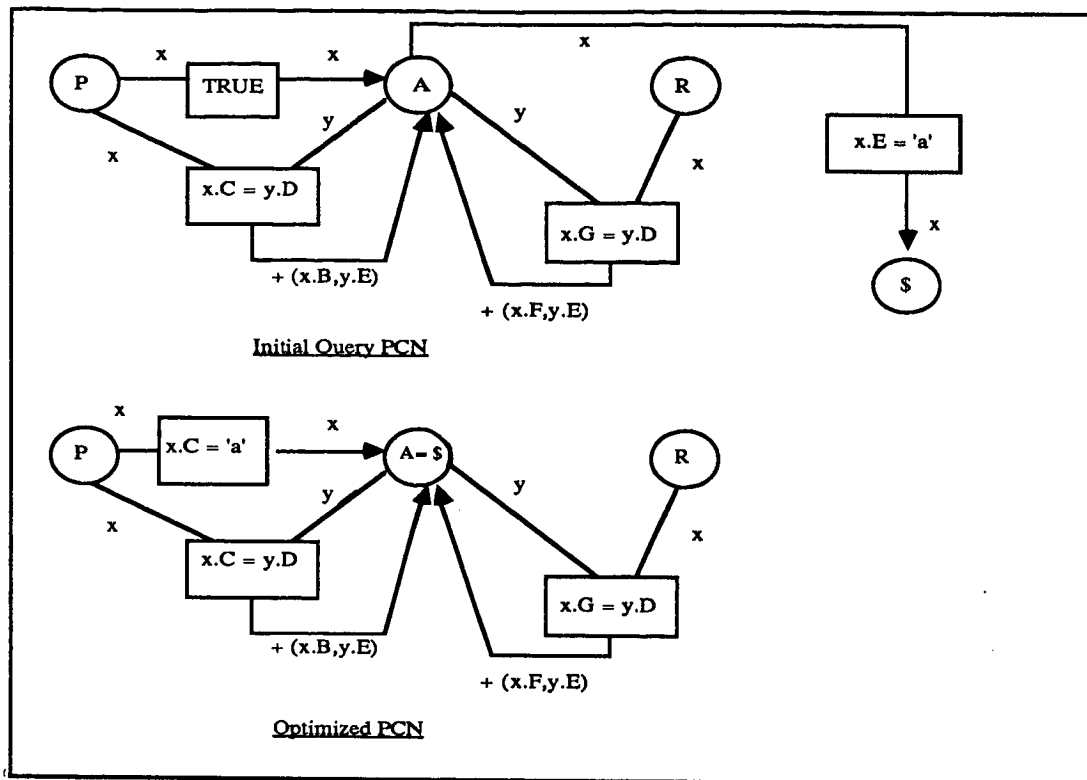 x
x
x
P
TRUE
A
R
y
y
x
x
x.E = 'a'
x.C = y.D
x.G = y.D
x
+ (x.B,y.E)
$
+ (x.F,y.E)
Initial Query PCN
x
x
P
x.C = 'a'
A= $
R
y
y
x
x
x.C = y.D
x.G = y.D
+ (x.B,y.E)
+ (x.F,y.E)
Optimized PCN